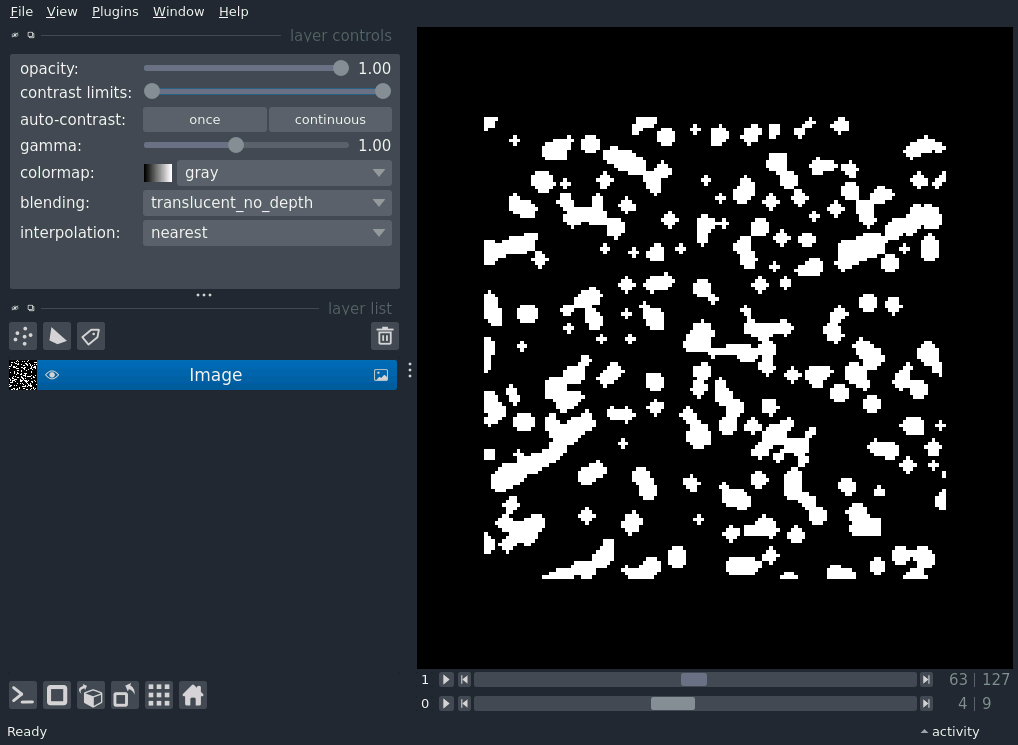 File View Plugins Window Help
layer controls
opacity: 1.00
contrast limits:
auto-contrast: once continuous
gamma: 1.00
colormap: gray
blending: translucent_no_depth
interpolation: nearest
layer list
Image
1 63 | 127
0 4 | 9
Ready activity